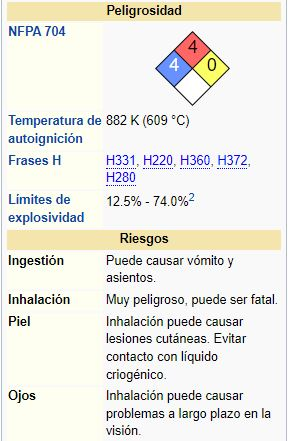 Peligrosidad
NFPA 704
4
4 0
Temperatura de autoignición 882 K (609 °C)
Frases H H331, H220, H360, H372,
H280
Límites de explosividad 12.5% - 74.0%2
Riesgos
Ingestión Puede causar vómito y
asientos.
Inhalación Muy peligroso, puede ser fatal.
Piel Inhalación puede causar
lesiones cutáneas. Evitar
contacto con líquido
criogénico.
Ojos Inhalación puede causar
problemas a largo plazo en la
visión.